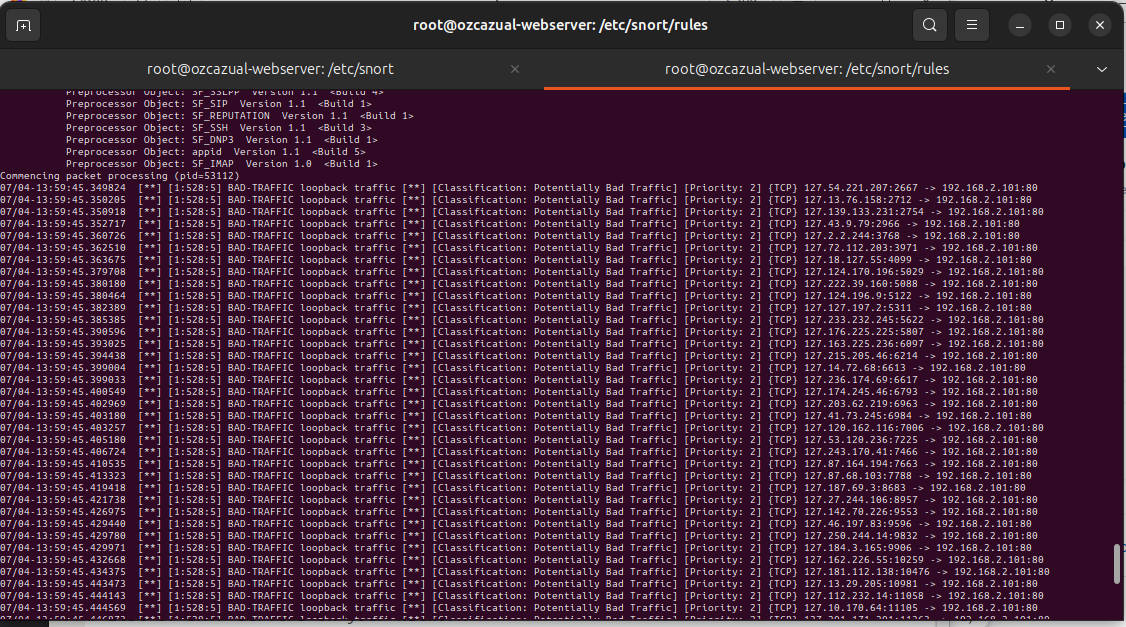 root@ozcazual-webserver: /etc/snort/rules
root@ozcazual-webserver: /etc/snort
root@ozcazual-webserver: /etc/snort/rules
Preprocessor Object: SF_SSLPP Version 1.1 <Build 4>
Preprocessor Object: SF_SIP Version 1.1 <Build 1>
Preprocessor Object: SF_REPUTATION Version 1.1 <Build 1>
Preprocessor Object: SF_SSH Version 1.1 <Build 3>
Preprocessor Object: SF_DNP3 Version 1.1 <Build 1>
Preprocessor Object: appid Version 1.1 <Build 5>
Preprocessor Object: SF_IMAP Version 1.0 <Build 1>
Commencing packet processing (pid=53112)
07/04-13:59:45.349824 [**] [1:528:5] BAD-TRAFFIC loopback traffic [**] [Classification: Potentially Bad Traffic] [Priority: 2] {TCP} 127.54.221.207:2667 -> 192.168.2.101:80
07/04-13:59:45.350205 [**] [1:528:5] BAD-TRAFFIC loopback traffic [**] [Classification: Potentially Bad Traffic] [Priority: 2] {TCP} 127.13.76.158:2712 -> 192.168.2.101:80
07/04-13:59:45.350918 [**] [1:528:5] BAD-TRAFFIC loopback traffic [**] [Classification: Potentially Bad Traffic] [Priority: 2] {TCP} 127.139.133.231:2754 -> 192.168.2.101:80
07/04-13:59:45.352717 [**] [1:528:5] BAD-TRAFFIC loopback traffic [**] [Classification: Potentially Bad Traffic] [Priority: 2] {TCP} 127.43.9.79:2966 -> 192.168.2.101:80
07/04-13:59:45.360726 [**] [1:528:5] BAD-TRAFFIC loopback traffic [**] [Classification: Potentially Bad Traffic] [Priority: 2] {TCP} 127.2.2.244:3768 -> 192.168.2.101:80
07/04-13:59:45.362510 [**] [1:528:5] BAD-TRAFFIC loopback traffic [**] [Classification: Potentially Bad Traffic] [Priority: 2] {TCP} 127.72.112.203:3971 -> 192.168.2.101:80
07/04-13:59:45.363675 [**] [1:528:5] BAD-TRAFFIC loopback traffic [**] [Classification: Potentially Bad Traffic] [Priority: 2] {TCP} 127.18.127.55:4099 -> 192.168.2.101:80
07/04-13:59:45.379708 [**] [1:528:5] BAD-TRAFFIC loopback traffic [**] [Classification: Potentially Bad Traffic] [Priority: 2] {TCP} 127.124.170.196:5029 -> 192.168.2.101:80
07/04-13:59:45.380180 [**] [1:528:5] BAD-TRAFFIC loopback traffic [**] [Classification: Potentially Bad Traffic] [Priority: 2] {TCP} 127.222.39.160:5088 -> 192.168.2.101:80
07/04-13:59:45.380464 [**] [1:528:5] BAD-TRAFFIC loopback traffic [**] [Classification: Potentially Bad Traffic] [Priority: 2] {TCP} 127.124.196.9:5122 -> 192.168.2.101:80
07/04-13:59:45.382389 [**] [1:528:5] BAD-TRAFFIC loopback traffic [**] [Classification: Potentially Bad Traffic] [Priority: 2] {TCP} 127.127.197.2:5311 -> 192.168.2.101:80
07/04-13:59:45.385385 [**] [1:528:5] BAD-TRAFFIC loopback traffic [**] [Classification: Potentially Bad Traffic] [Priority: 2] {TCP} 127.233.232.245:5622 -> 192.168.2.101:80
07/04-13:59:45.390596 [**] [1:528:5] BAD-TRAFFIC loopback traffic [**] [Classification: Potentially Bad Traffic] [Priority: 2] {TCP} 127.176.225.225:5807 -> 192.168.2.101:80
07/04-13:59:45.393025 [**] [1:528:5] BAD-TRAFFIC loopback traffic [**] [Classification: Potentially Bad Traffic] [Priority: 2] {TCP} 127.163.225.236:6097 -> 192.168.2.101:80
07/04-13:59:45.394438 [**] [1:528:5] BAD-TRAFFIC loopback traffic [**] [Classification: Potentially Bad Traffic] [Priority: 2] {TCP} 127.215.205.46:6214 -> 192.168.2.101:80
07/04-13:59:45.399004 [**] [1:528:5] BAD-TRAFFIC loopback traffic [**] [Classification: Potentially Bad Traffic] [Priority: 2] {TCP} 127.14.72.68:6613 -> 192.168.2.101:80
07/04-13:59:45.399033 [**] [1:528:5] BAD-TRAFFIC loopback traffic [**] [Classification: Potentially Bad Traffic] [Priority: 2] {TCP} 127.236.174.69:6617 -> 192.168.2.101:80
07/04-13:59:45.400549 [**] [1:528:5] BAD-TRAFFIC loopback traffic [**] [Classification: Potentially Bad Traffic] [Priority: 2] {TCP} 127.174.245.46:6793 -> 192.168.2.101:80
07/04-13:59:45.402969 [**] [1:528:5] BAD-TRAFFIC loopback traffic [**] [Classification: Potentially Bad Traffic] [Priority: 2] {TCP} 127.203.62.219:6963 -> 192.168.2.101:80
07/04-13:59:45.403180 [**] [1:528:5] BAD-TRAFFIC loopback traffic [**] [Classification: Potentially Bad Traffic] [Priority: 2] {TCP} 127.41.73.245:6984 -> 192.168.2.101:80
07/04-13:59:45.403257 [**] [1:528:5] BAD-TRAFFIC loopback traffic [**] [Classification: Potentially Bad Traffic] [Priority: 2] {TCP} 127.120.162.116:7006 -> 192.168.2.101:80
07/04-13:59:45.405180 [**] [1:528:5] BAD-TRAFFIC loopback traffic [**] [Classification: Potentially Bad Traffic] [Priority: 2] {TCP} 127.53.120.236:7225 -> 192.168.2.101:80
07/04-13:59:45.406724 [**] [1:528:5] BAD-TRAFFIC loopback traffic [**] [Classification: Potentially Bad Traffic] [Priority: 2] {TCP} 127.243.170.41:7466 -> 192.168.2.101:80
07/04-13:59:45.410535 [**] [1:528:5] BAD-TRAFFIC loopback traffic [**] [Classification: Potentially Bad Traffic] [Priority: 2] {TCP} 127.87.164.194:7663 -> 192.168.2.101:80
07/04-13:59:45.413323 [**] [1:528:5] BAD-TRAFFIC loopback traffic [**] [Classification: Potentially Bad Traffic] [Priority: 2] {TCP} 127.87.68.103:7788 -> 192.168.2.101:80
07/04-13:59:45.419418 [**] [1:528:5] BAD-TRAFFIC loopback traffic [**] [Classification: Potentially Bad Traffic] [Priority: 2] {TCP} 127.187.69.3:8683 -> 192.168.2.101:80
07/04-13:59:45.421738 [**] [1:528:5] BAD-TRAFFIC loopback traffic [**] [Classification: Potentially Bad Traffic] [Priority: 2] {TCP} 127.27.244.106:8957 -> 192.168.2.101:80
07/04-13:59:45.426975 [**] [1:528:5] BAD-TRAFFIC loopback traffic [**] [Classification: Potentially Bad Traffic] [Priority: 2] {TCP} 127.142.70.226:9553 -> 192.168.2.101:80
07/04-13:59:45.429440 [**] [1:528:5] BAD-TRAFFIC loopback traffic [**] [Classification: Potentially Bad Traffic] [Priority: 2] {TCP} 127.46.197.83:9596 -> 192.168.2.101:80
07/04-13:59:45.429780 [**] [1:528:5] BAD-TRAFFIC loopback traffic [**] [Classification: Potentially Bad Traffic] [Priority: 2] {TCP} 127.250.244.14:9832 -> 192.168.2.101:80
07/04-13:59:45.429971 [**] [1:528:5] BAD-TRAFFIC loopback traffic [**] [Classification: Potentially Bad Traffic] [Priority: 2] {TCP} 127.184.3.165:9906 -> 192.168.2.101:80
07/04-13:59:45.432668 [**] [1:528:5] BAD-TRAFFIC loopback traffic [**] [Classification: Potentially Bad Traffic] [Priority: 2] {TCP} 127.162.226.55:10259 -> 192.168.2.101:80
07/04-13:59:45.434375 [**] [1:528:5] BAD-TRAFFIC loopback traffic [**] [Classification: Potentially Bad Traffic] [Priority: 2] {TCP} 127.181.112.138:10476 -> 192.168.2.101:80
07/04-13:59:45.443473 [**] [1:528:5] BAD-TRAFFIC loopback traffic [**] [Classification: Potentially Bad Traffic] [Priority: 2] {TCP} 127.13.29.205:10981 -> 192.168.2.101:80
07/04-13:59:45.444143 [**] [1:528:5] BAD-TRAFFIC loopback traffic [**] [Classification: Potentially Bad Traffic] [Priority: 2] {TCP} 127.112.232.14:11058 -> 192.168.2.101:80
07/04-13:59:45.444569 [**] [1:528:5] BAD-TRAFFIC loopback traffic [**] [Classification: Potentially Bad Traffic] [Priority: 2] {TCP} 127.10.170.64:11105 -> 192.168.2.101:80